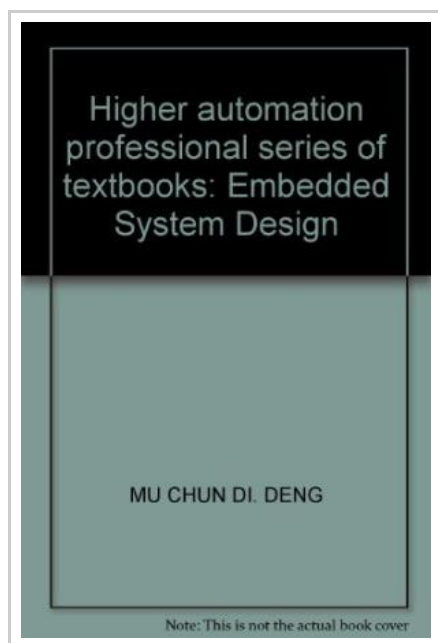 Higher automation
professional series of
textbooks: Embedded
System Design
MU CHUN DI. DENG
Note: This is not the actual book cover